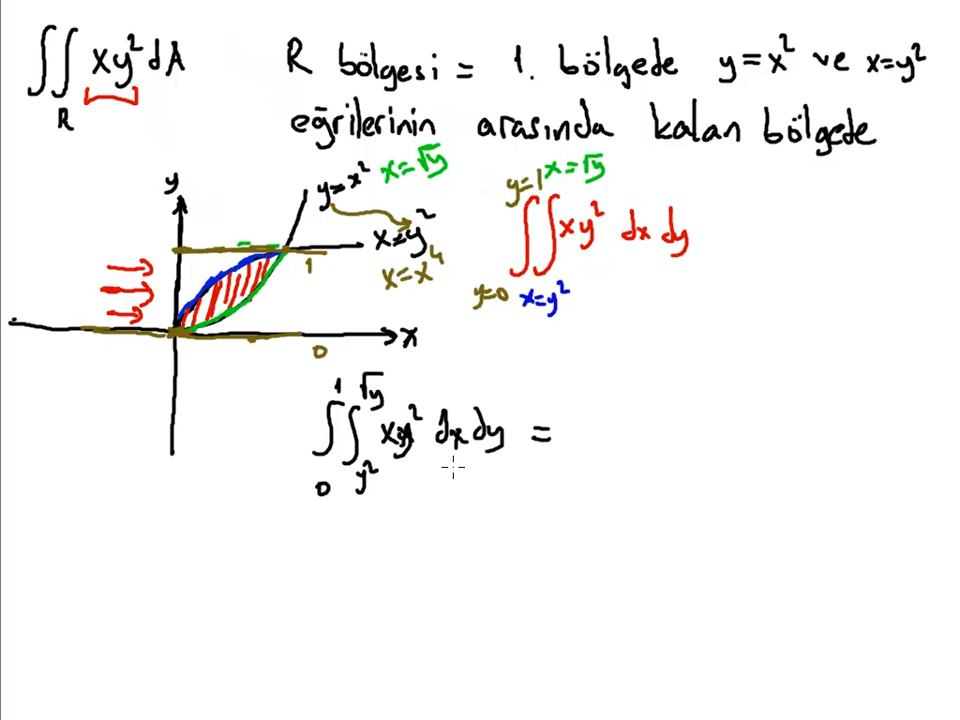 ∬ xy² dA R bölgesi = 1. bölgede y=x² ve x=y²
R eğrilerinin arasında kalan bölgede
y y=x² x=√y y=1 x=√y
x=y² ∬ xy² dx dy
1 x=x⁴ y=0 x=y²
x
0
1 √y
∫ ∫ xy² dx dy =
0 y²